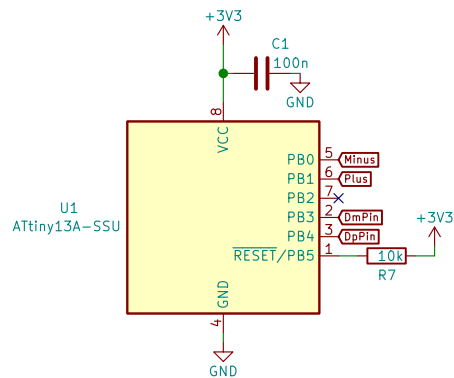 +3V3
C1
100n
GND
8
VCC
U1
ATtiny13A-SSU
PB0
5
Minus
PB1
6
Plus
PB2
7
PB3
2
DmPin
PB4
3
DpPin
RESET/PB5
1
10k
R7
+3V3
GND
4
GND